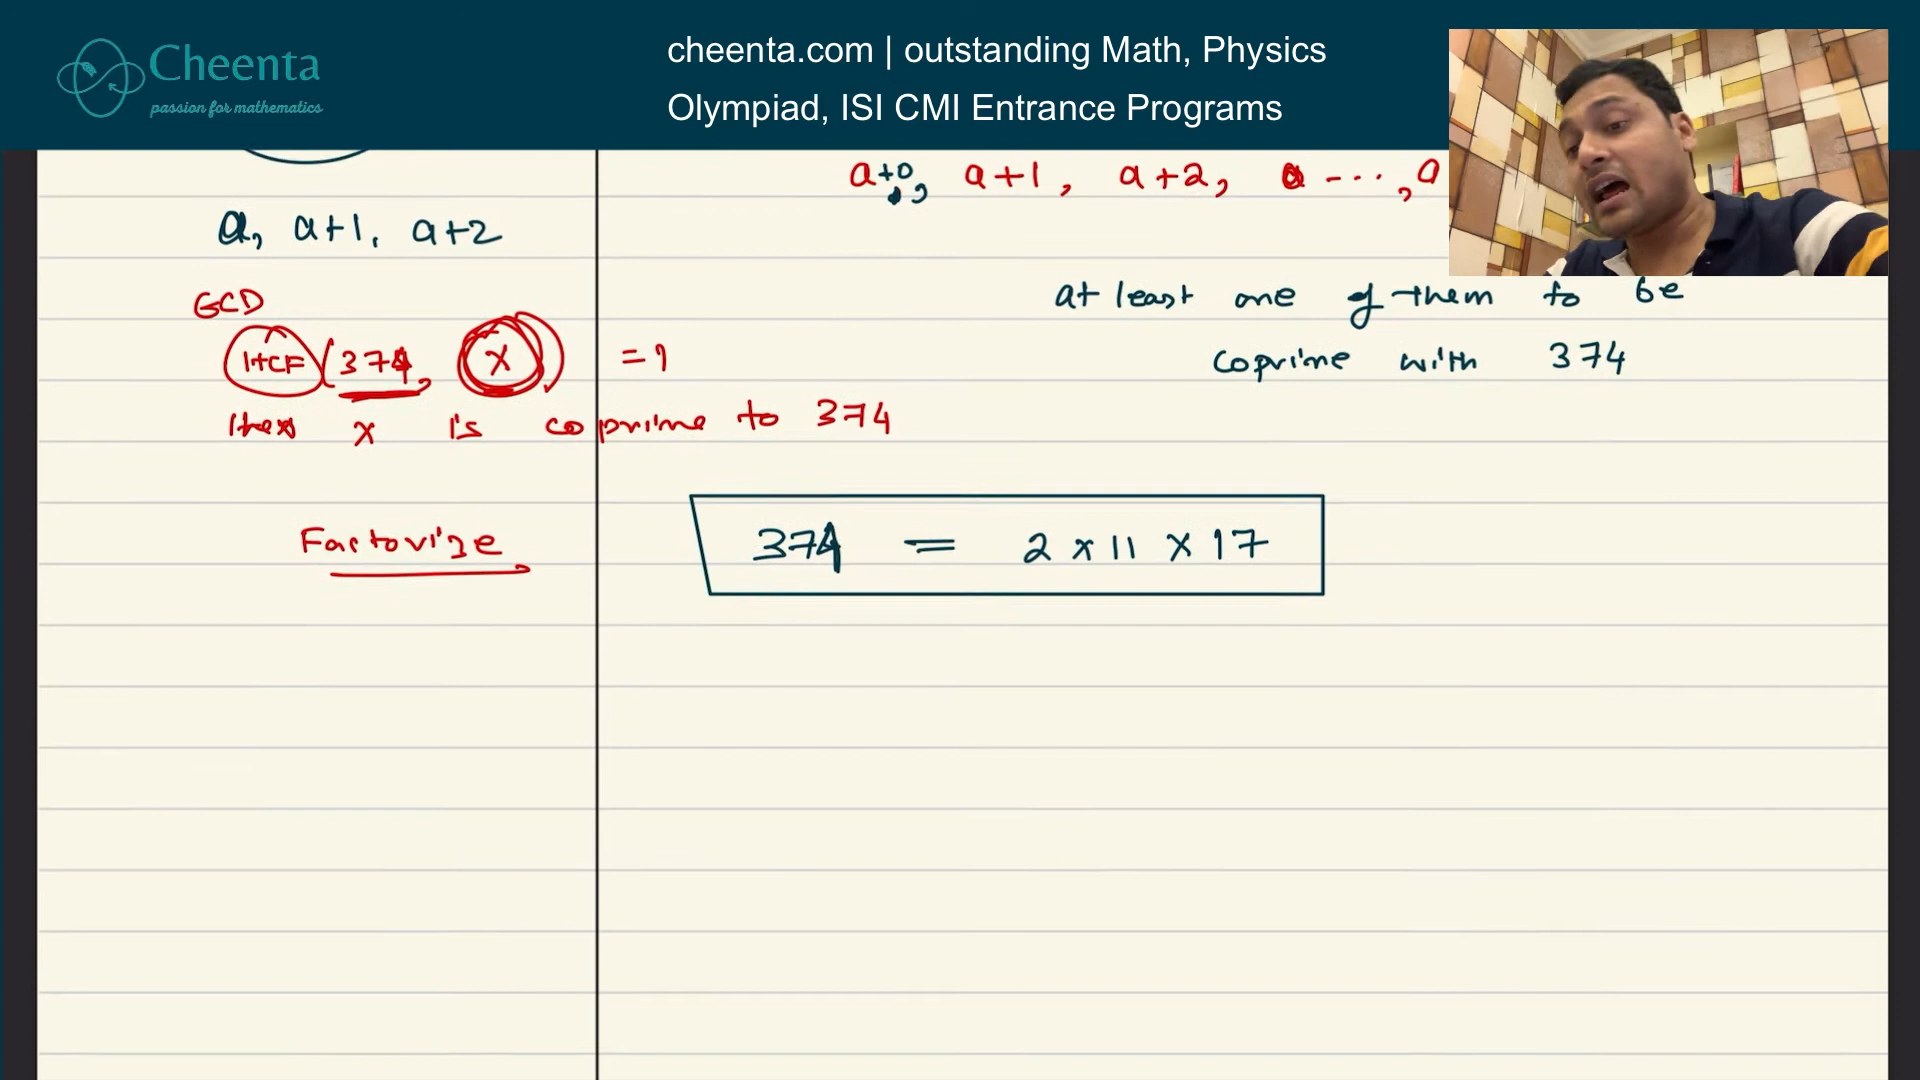 Cheenta
passion for mathematics
cheenta.com | outstanding Math, Physics
Olympiad, ISI CMI Entrance Programs
a+0, a+1, a+2, ..., a
a, a+1, a+2
at least one of them to be
coprime with 374
GCD
HCF (374, x) = 1
then x is coprime to 374
Factorize
374 = 2 × 11 × 17